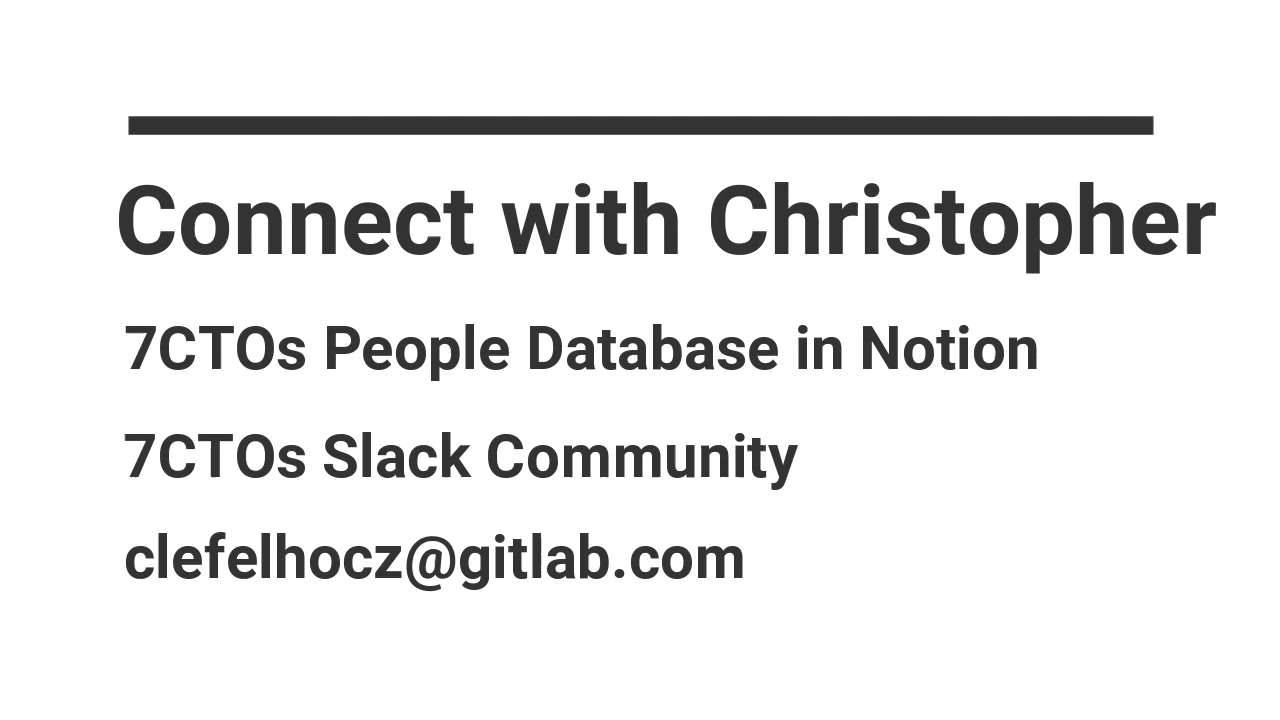 Connect with Christopher
7CTOs People Database in Notion
7CTOs Slack Community
clefelhocz@gitlab.com